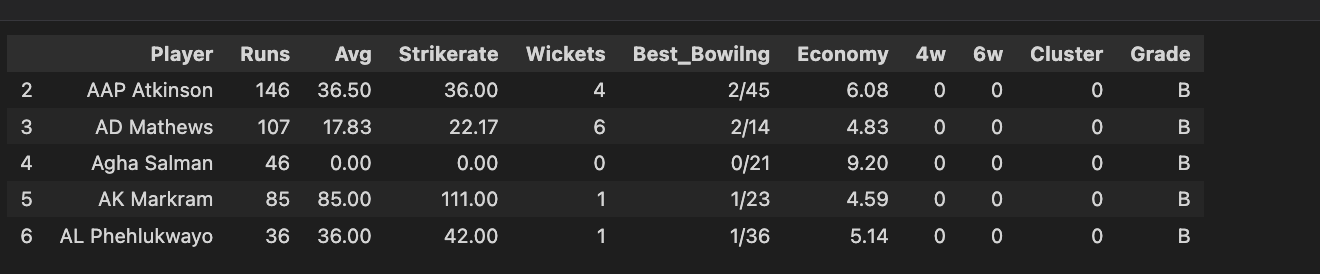 Player Runs Avg Strikerate Wickets Best_Bowilng Economy 4w 6w Cluster Grade
2 AAP Atkinson 146 36.50 36.00 4 2/45 6.08 0 0 0 B
3 AD Mathews 107 17.83 22.17 6 2/14 4.83 0 0 0 B
4 Agha Salman 46 0.00 0.00 0 0/21 9.20 0 0 0 B
5 AK Markram 85 85.00 111.00 1 1/23 4.59 0 0 0 B
6 AL Phehlukwayo 36 36.00 42.00 1 1/36 5.14 0 0 0 B